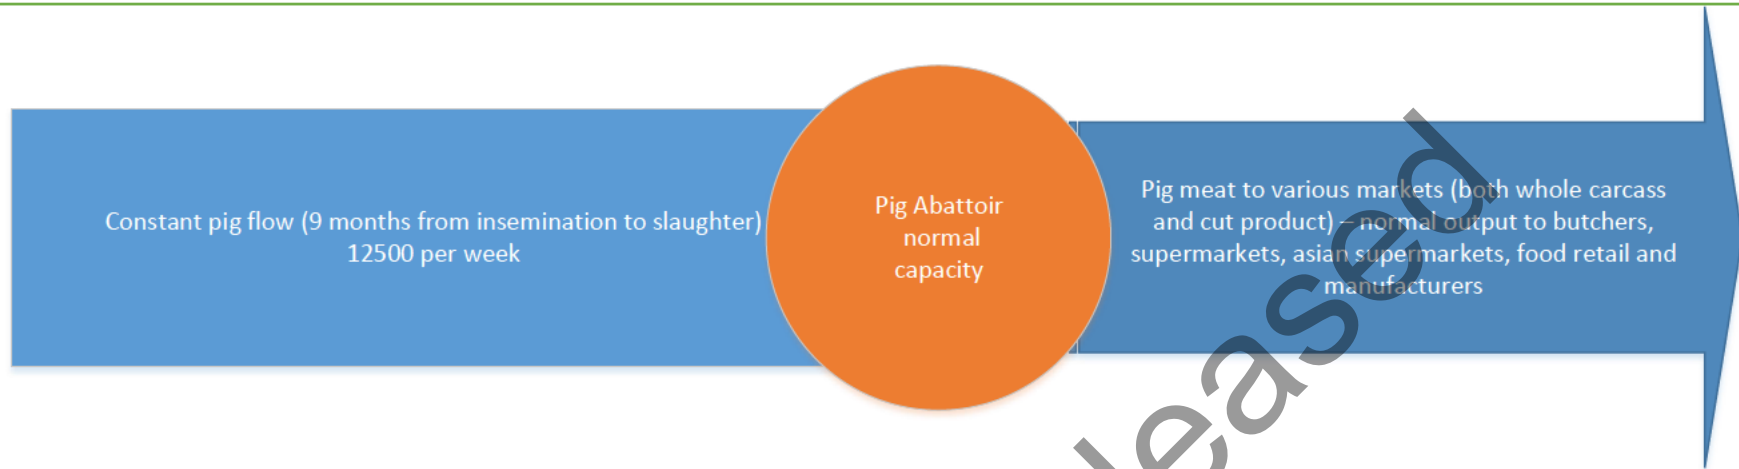 Constant pig flow (9 months from insemination to slaughter)
12500 per week
Pig Abattoir
normal
capacity
Pig meat to various markets (both whole carcass
and cut product) – normal output to butchers,
supermarkets, asian supermarkets, food retail and
manufacturers
leased